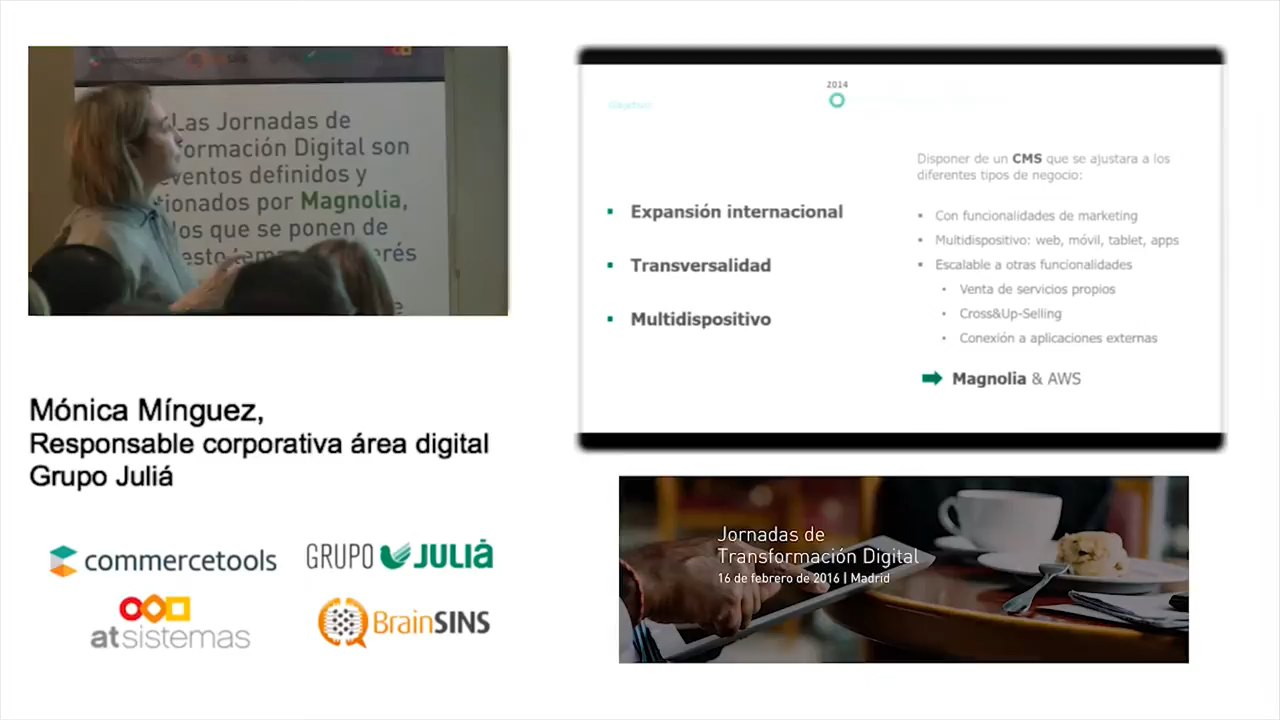 Las Jornadas de
formación Digital son
eventos definidos y
tionados por Magnolia,
los que se ponen de
esto
erés
Mónica Mínguez,
Responsable corporativa área digital
Grupo Juliá
commercetools
GRUPO JULIÁ
atsistemas
BrainSINS
2014
Expansión internacional
Transversalidad
Multidispositivo
Disponer de un CMS que se ajustara a los
diferentes tipos de negocio:
Con funcionalidades de marketing
Multidispositivo: web, móvil, tablet, apps
Escalable a otras funcionalidades
Venta de servicios propios
Cross&Up-Selling
Conexión a aplicaciones externas
Magnolia & AWS
Jornadas de
Transformación Digital
16 de febrero de 2016 | Madrid